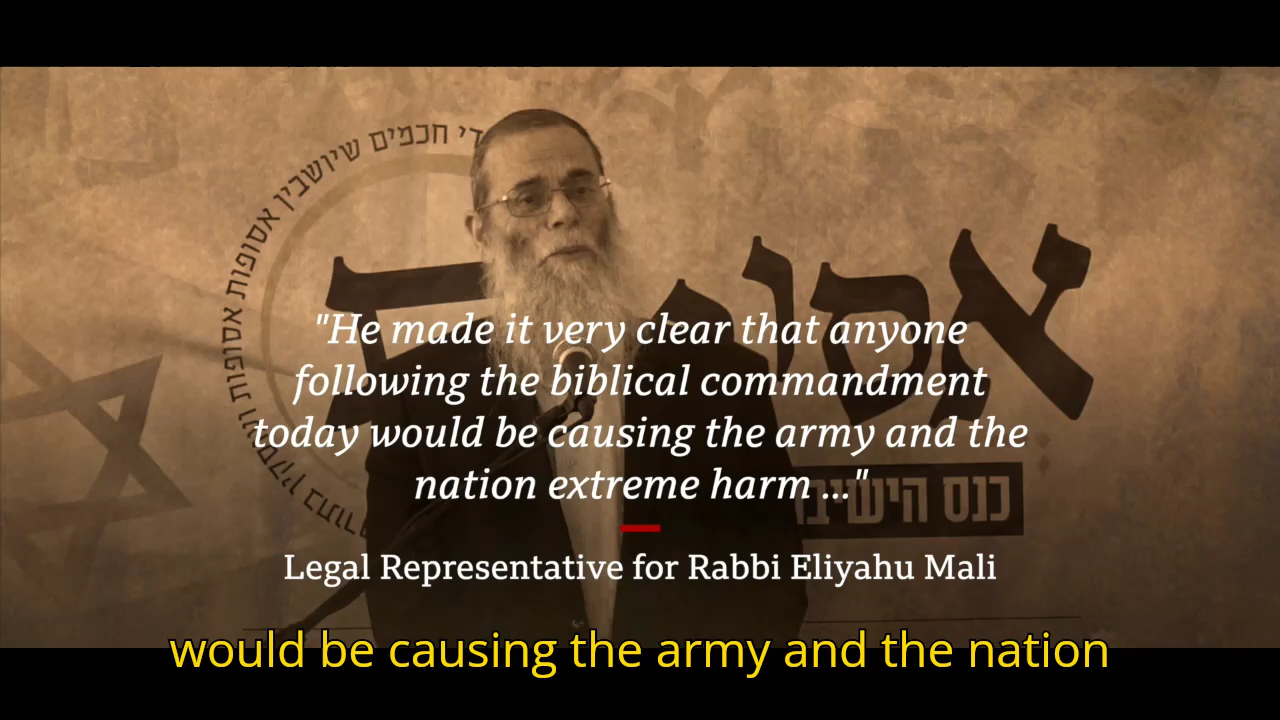 די חכמים שיושבין אסופות אסופות
אסו
כנס הישיב
"He made it very clear that anyone
following the biblical commandment
today would be causing the army and the
nation extreme harm ..."
Legal Representative for Rabbi Eliyahu Mali
would be causing the army and the nation